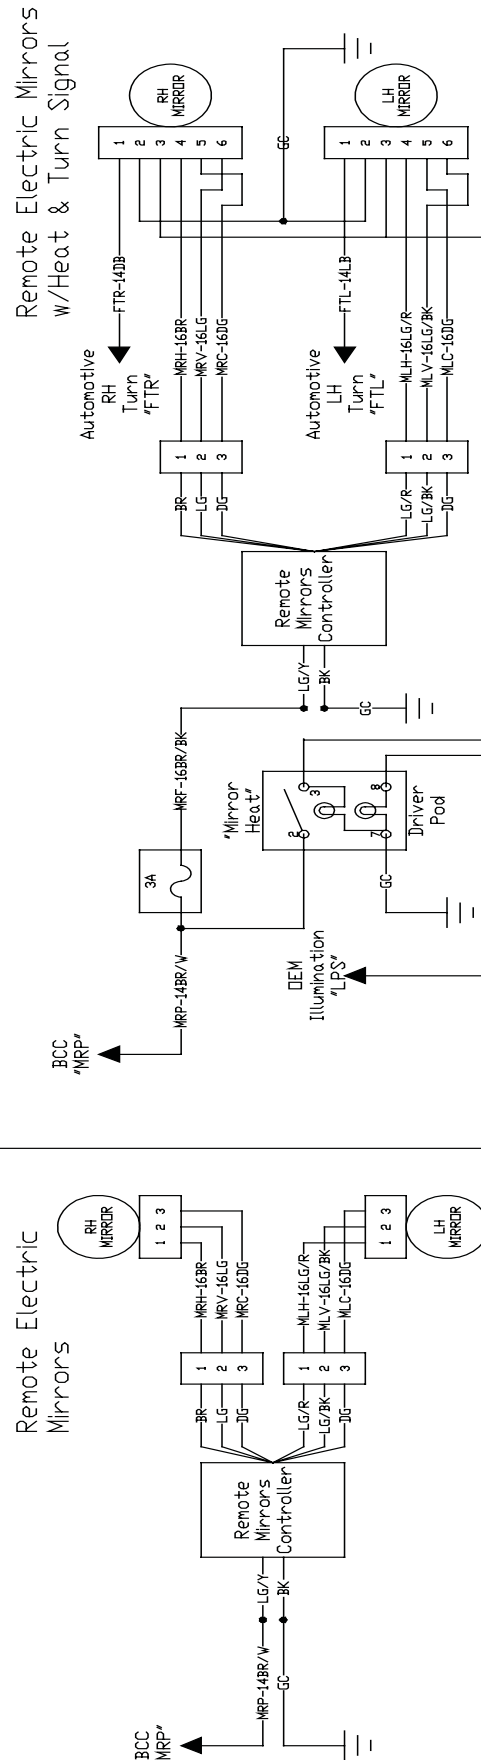 Remote Electric Mirrors
w/Heat & Turn Signal
RH
MIRROR
1 2 3 4 5 6
LH
MIRROR
1 2 3 4 5 6
GC
FTR-14DB
MRH-16BR
MRV-16LG
MRC-16DG
FTL-14LB
MLH-16LG/R
MLV-16LG/BK
MLC-16DG
Automotive
RH
Turn
"FTR"
Automotive
LH
Turn
"FTL"
1 2 3
1 2 3
BR
LG
DG
LG/R
LG/BK
DG
Remote
Mirrors
Controller
LG/Y
BK
GC
MRF-16BR/BK
3A
"Mirror
Heat"
2
3
7
8
Driver
Pod
GC
MRP-14BR/W
BCC
"MRP"
OEM
Illumination
"LPS"
Remote Electric
Mirrors
RH
MIRROR
1 2 3
LH
MIRROR
1 2 3
MRH-16BR
MRV-16LG
MRC-16DG
MLH-16LG/R
MLV-16LG/BK
MLC-16DG
1 2 3
1 2 3
BR
LG
DG
LG/R
LG/BK
DG
Remote
Mirrors
Controller
LG/Y
BK
MRP-14BR/W
GC
BCC
MRP"